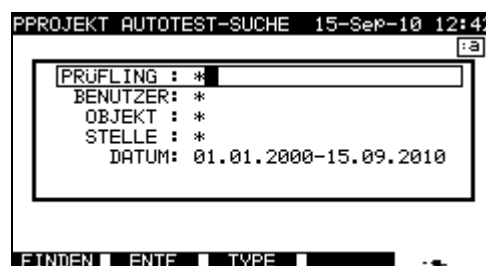 PPROJEKT AUTOTEST-SUCHE 15-Sep-10 12:42
:a
PRÜFLING : *
BENUTZER: *
OBJEKT : *
STELLE : *
DATUM: 01.01.2000-15.09.2010
FINDEN ENTF TYPE